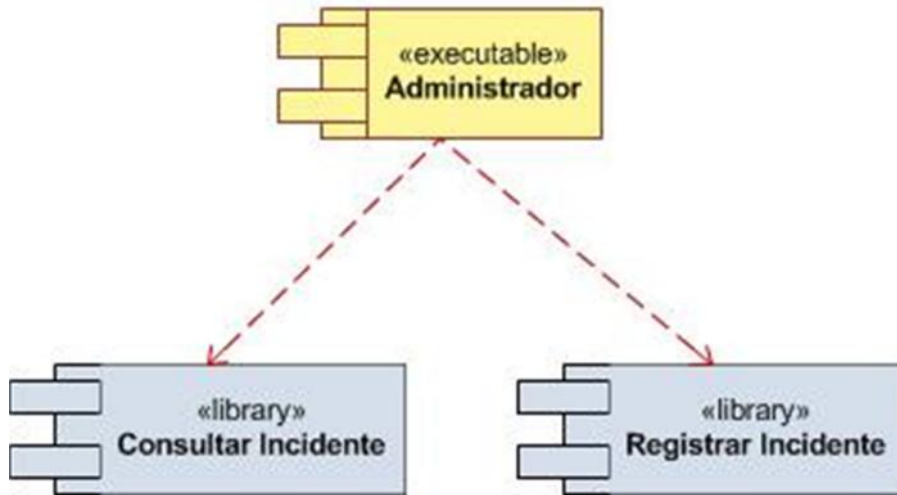 «executable»
Administrador
«library»
Consultar Incidente
«library»
Registrar Incidente